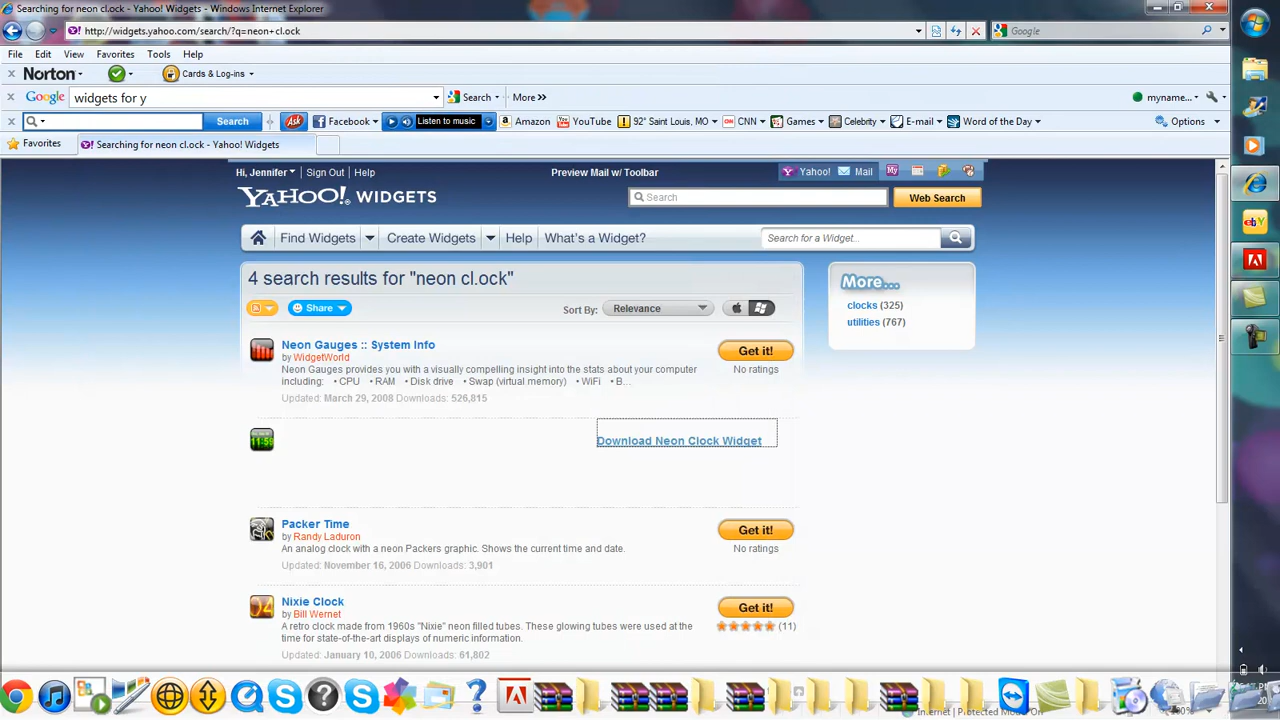 Searching for neon cl.ock - Yahoo! Widgets - Windows Internet Explorer
http://widgets.yahoo.com/search/?q=neon+cl.ock
Google
File Edit View Favorites Tools Help
Norton Cards & Log-ins
Google widgets for y Search More »» myname...
Search Ask Facebook Listen to music Amazon YouTube 92° Saint Louis, MO CNN Games Celebrity E-mail Word of the Day Options
Favorites Searching for neon cl.ock - Yahoo! Widgets
Hi, Jennifer Sign Out Help Preview Mail w/ Toolbar Yahoo! Mail My
YAHOO! WIDGETS Search Web Search
Find Widgets Create Widgets Help What's a Widget? Search for a Widget...
4 search results for "neon cl.ock"
More...
Share Sort By: Relevance
clocks (325)
utilities (767)
Neon Gauges :: System Info Get it!
by WidgetWorld
Neon Gauges provides you with a visually compelling insight into the stats about your computer No ratings
including: • CPU • RAM • Disk drive • Swap (virtual memory) • WiFi • B...
Updated: March 29, 2008 Downloads: 526,815
11:59 Download Neon Clock Widget
Packer Time Get it!
by Randy Laduron
An analog clock with a neon Packers graphic. Shows the current time and date. No ratings
Updated: November 16, 2006 Downloads: 3,901
Nixie Clock Get it!
by Bill Wernet
A retro clock made from 1960s "Nixie" neon filled tubes. These glowing tubes were used at the (11)
time for state-of-the-art displays of numeric information.
Updated: January 10, 2006 Downloads: 61,802
Internet | Protected Mode: On